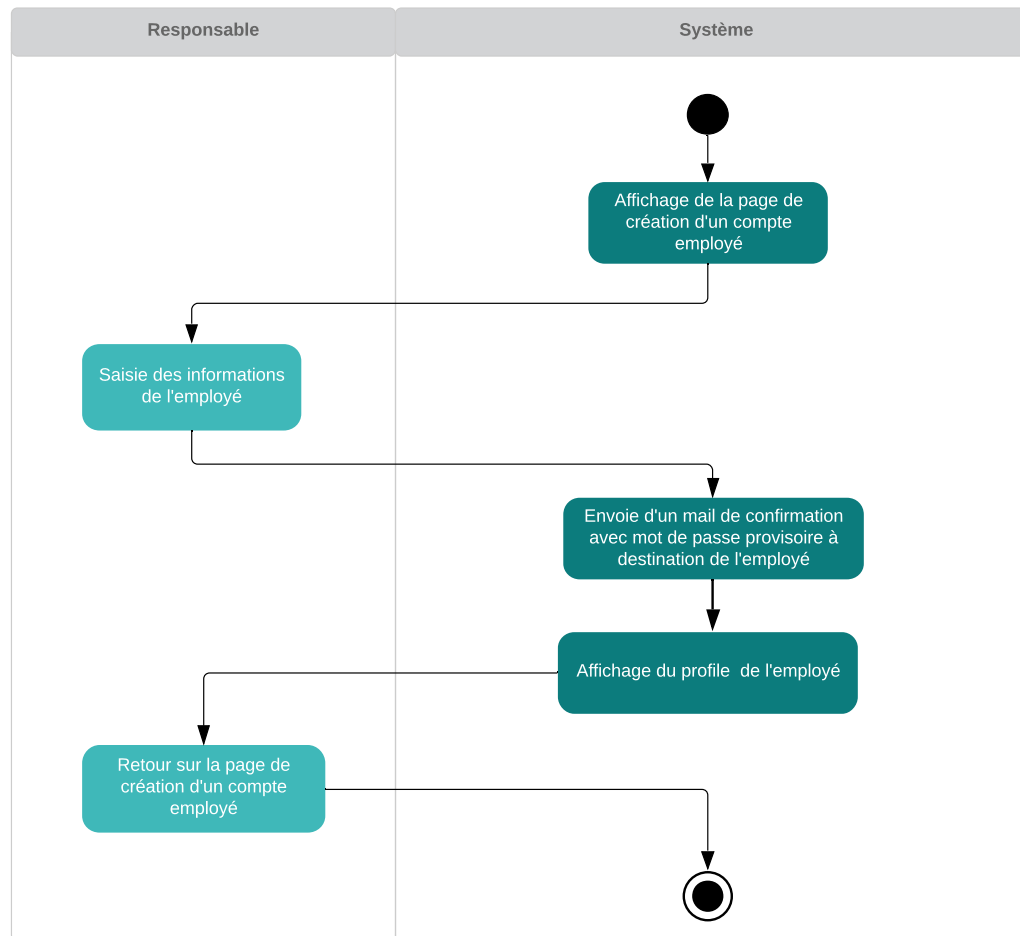 Responsable
Système
Affichage de la page de
création d'un compte
employé
Saisie des informations
de l'employé
Envoie d'un mail de confirmation
avec mot de passe provisoire à
destination de l'employé
Affichage du profile  de l'employé
Retour sur la page de
création d'un compte
employé